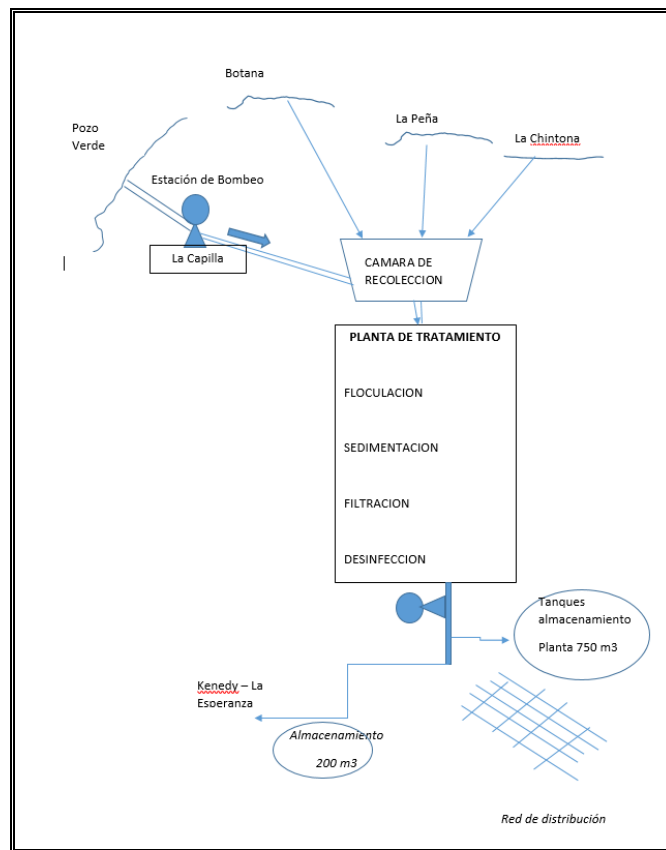 Botana
La Peña
La Chintona
Pozo
Verde
Estación de Bombeo
La Capilla
CAMARA DE
RECOLECCION
PLANTA DE TRATAMIENTO
FLOCULACION
SEDIMENTACION
FILTRACION
DESINFECCION
Tanques
almacenamiento
Planta 750 m3
Kenedy – La
Esperanza
Almacenamiento
200 m3
Red de distribución